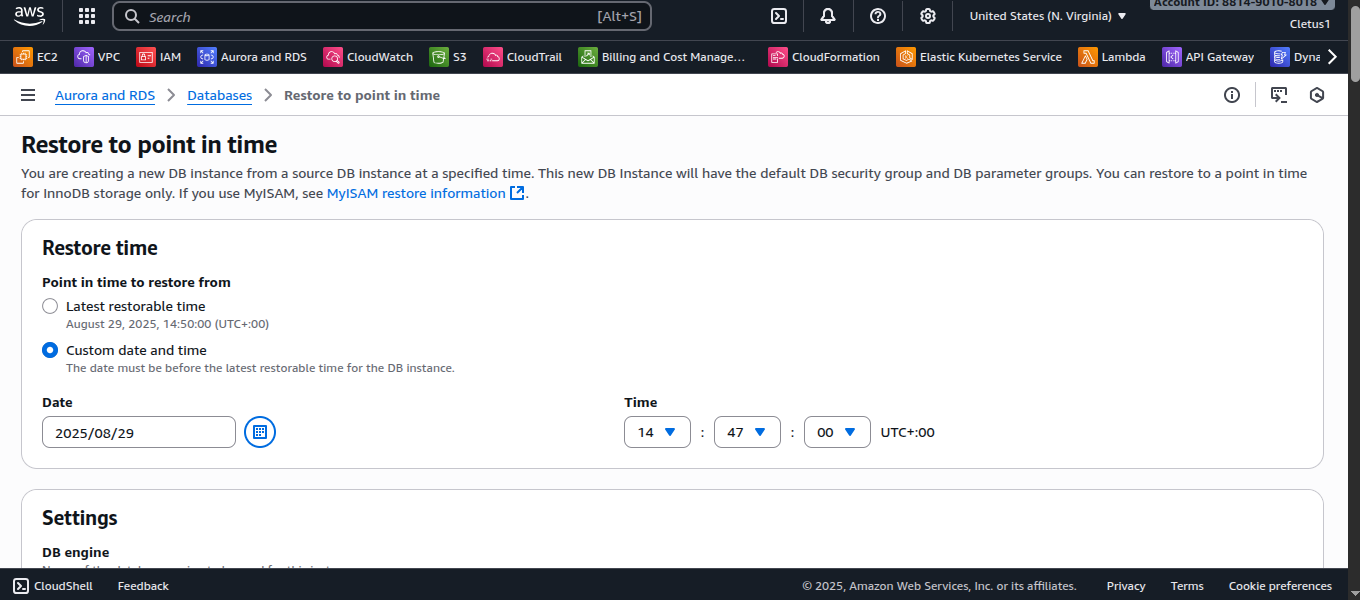 aws
Search [Alt+S]
United States (N. Virginia)
Account ID: 8814-9010-8018
Cletus1
EC2 VPC IAM Aurora and RDS CloudWatch S3 CloudTrail Billing and Cost Manage... CloudFormation Elastic Kubernetes Service Lambda API Gateway Dyna
Aurora and RDS Databases Restore to point in time
Restore to point in time
You are creating a new DB instance from a source DB instance at a specified time. This new DB Instance will have the default DB security group and DB parameter groups. You can restore to a point in time
for InnoDB storage only. If you use MyISAM, see MyISAM restore information.
Restore time
Point in time to restore from
Latest restorable time
August 29, 2025, 14:50:00 (UTC+:00)
Custom date and time
The date must be before the latest restorable time for the DB instance.
Date Time
2025/08/29 14 : 47 : 00 UTC+:00
Settings
DB engine
CloudShell Feedback © 2025, Amazon Web Services, Inc. or its affiliates. Privacy Terms Cookie preferences